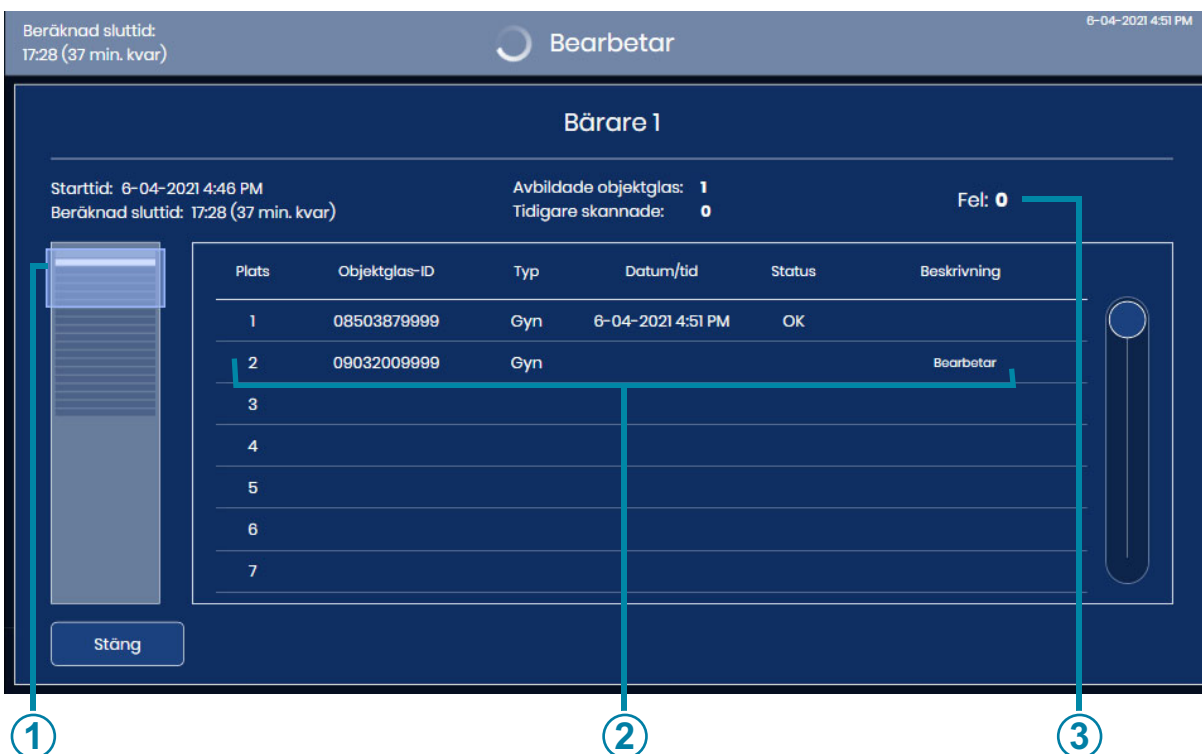 Beräknad sluttid:
17:28 (37 min. kvar)
Bearbetar
6-04-2021 4:51 PM
Bärare 1
Starttid: 6-04-2021 4:46 PM
Beräknad sluttid: 17:28 (37 min. kvar)
Avbildade objektglas: 1
Tidigare skannade: 0
Fel: 0
Plats Objektglas-ID Typ Datum/tid Status Beskrivning
1 08503879999 Gyn 6-04-2021 4:51 PM OK
2 09032009999 Gyn Bearbetar
3
4
5
6
7
Stäng
1 2 3